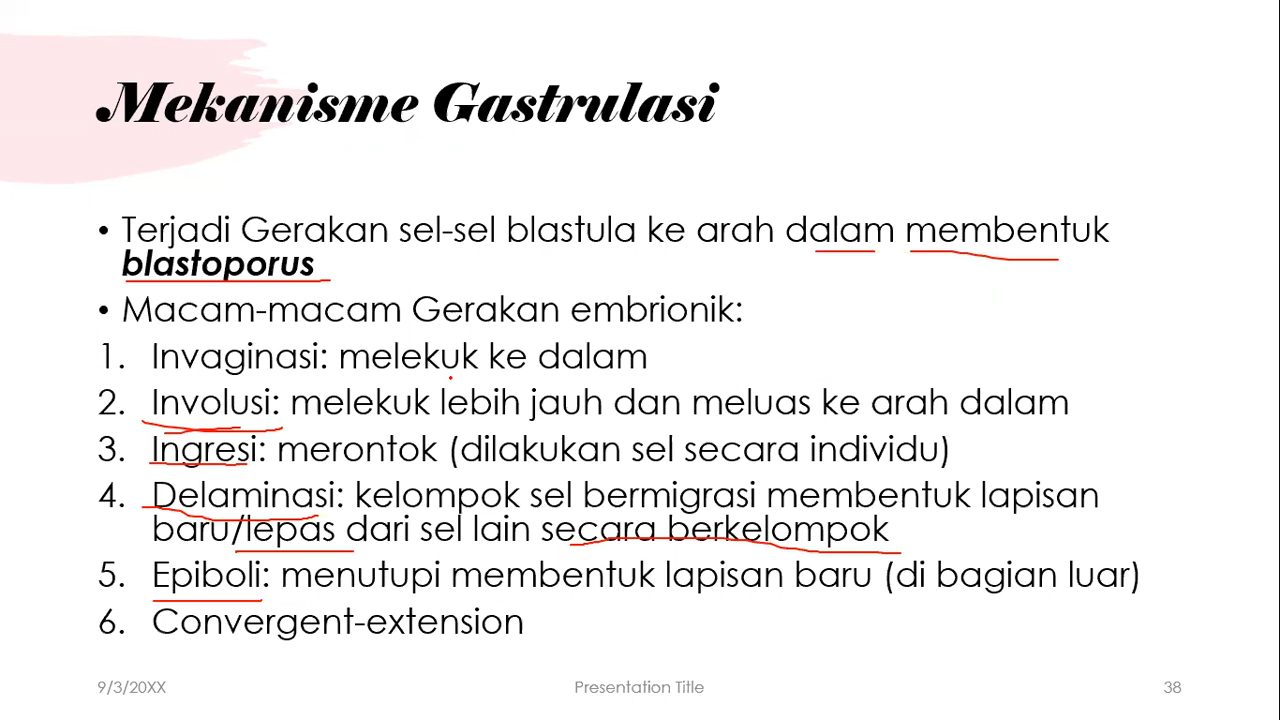 Mekanisme Gastrulasi
• Terjadi Gerakan sel-sel blastula ke arah dalam membentuk
blastoporus
• Macam-macam Gerakan embrionik:
1. Invaginasi: melekuk ke dalam
2. Involusi: melekuk lebih jauh dan meluas ke arah dalam
3. Ingresi: merontok (dilakukan sel secara individu)
4. Delaminasi: kelompok sel bermigrasi membentuk lapisan
baru/lepas dari sel lain secara berkelompok
5. Epiboli: menutupi membentuk lapisan baru (di bagian luar)
6. Convergent-extension
9/3/20XX
Presentation Title
38